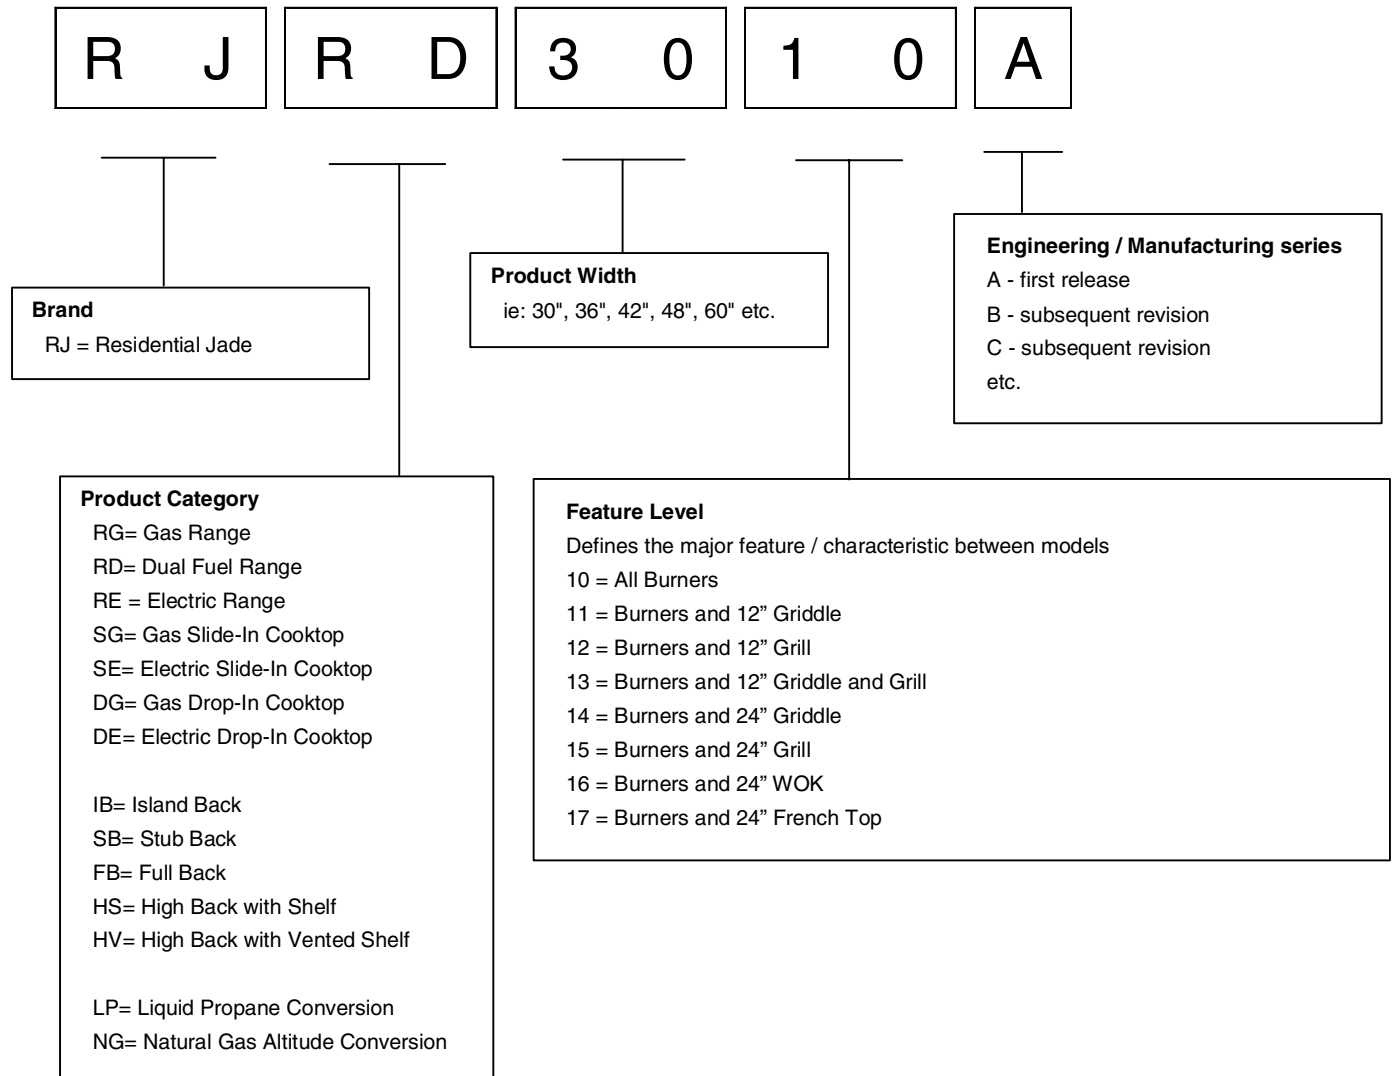 R J R D 3 0 1 0 A
Brand
RJ = Residential Jade
Product Width
ie: 30", 36", 42", 48", 60" etc.
Engineering / Manufacturing series
A - first release
B - subsequent revision
C - subsequent revision
etc.
Product Category
RG= Gas Range
RD= Dual Fuel Range
RE = Electric Range
SG= Gas Slide-In Cooktop
SE= Electric Slide-In Cooktop
DG= Gas Drop-In Cooktop
DE= Electric Drop-In Cooktop
IB= Island Back
SB= Stub Back
FB= Full Back
HS= High Back with Shelf
HV= High Back with Vented Shelf
LP= Liquid Propane Conversion
NG= Natural Gas Altitude Conversion
Feature Level
Defines the major feature / characteristic between models
10 = All Burners
11 = Burners and 12” Griddle
12 = Burners and 12” Grill
13 = Burners and 12” Griddle and Grill
14 = Burners and 24” Griddle
15 = Burners and 24” Grill
16 = Burners and 24” WOK
17 = Burners and 24” French Top